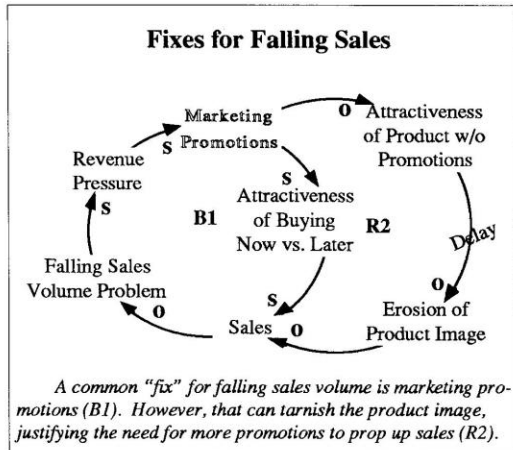 Fixes for Falling Sales
Marketing
Promotions
o
Attractiveness
of Product w/o
Promotions
Revenue
Pressure
s
s
s
Attractiveness
of Buying
Now vs. Later
B1
R2
Delay
Falling Sales
Volume Problem
o
s
Sales
o
o
Erosion of
Product Image
A common "fix" for falling sales volume is marketing pro-
motions (B1). However, that can tarnish the product image,
justifying the need for more promotions to prop up sales (R2).